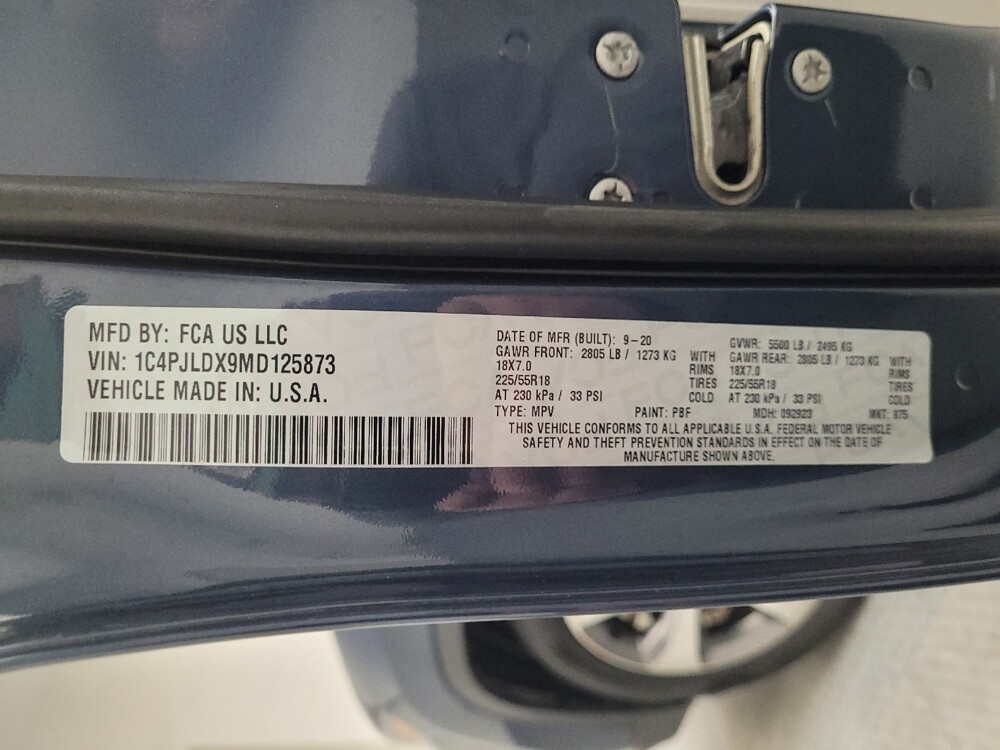 MFD BY: FCA US LLC
VIN: 1C4PJLDX9MD125873
VEHICLE MADE IN: U.S.A.
DATE OF MFR (BUILT): 9-20
GAWR FRONT: 2805 LB / 1273 KG WITH
18X7.0 RIMS
225/55R18 TIRES
AT 230 kPa / 33 PSI COLD
GVWR: 5500 LB / 2495 KG
GAWR REAR: 2805 LB / 1273 KG WITH
18X7.0 RIMS
225/55R18 TIRES
AT 230 kPa / 33 PSI COLD
TYPE: MPV PAINT: PBF MDH: 092923 MKT: 875
THIS VEHICLE CONFORMS TO ALL APPLICABLE U.S.A. FEDERAL MOTOR VEHICLE
SAFETY AND THEFT PREVENTION STANDARDS IN EFFECT ON THE DATE OF
MANUFACTURE SHOWN ABOVE.